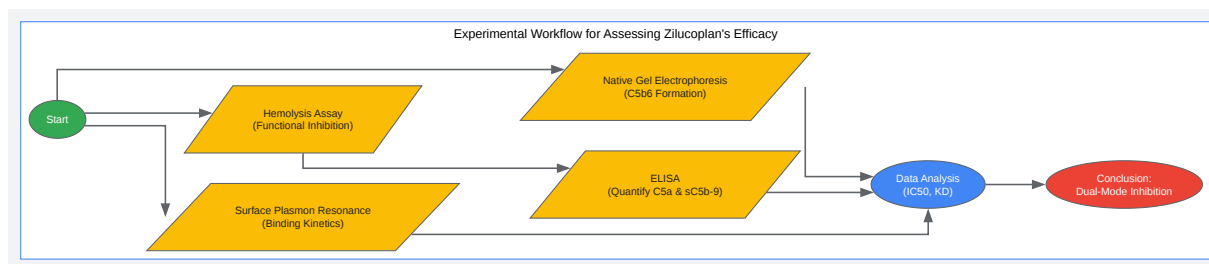 Experimental Workflow for Assessing Zilucoplan's Efficacy
Start
Native Gel Electrophoresis
(C5b6 Formation)
Hemolysis Assay
(Functional Inhibition)
ELISA
(Quantify C5a & sC5b-9)
Surface Plasmon Resonance
(Binding Kinetics)
Data Analysis
(IC50, KD)
Conclusion:
Dual-Mode Inhibition